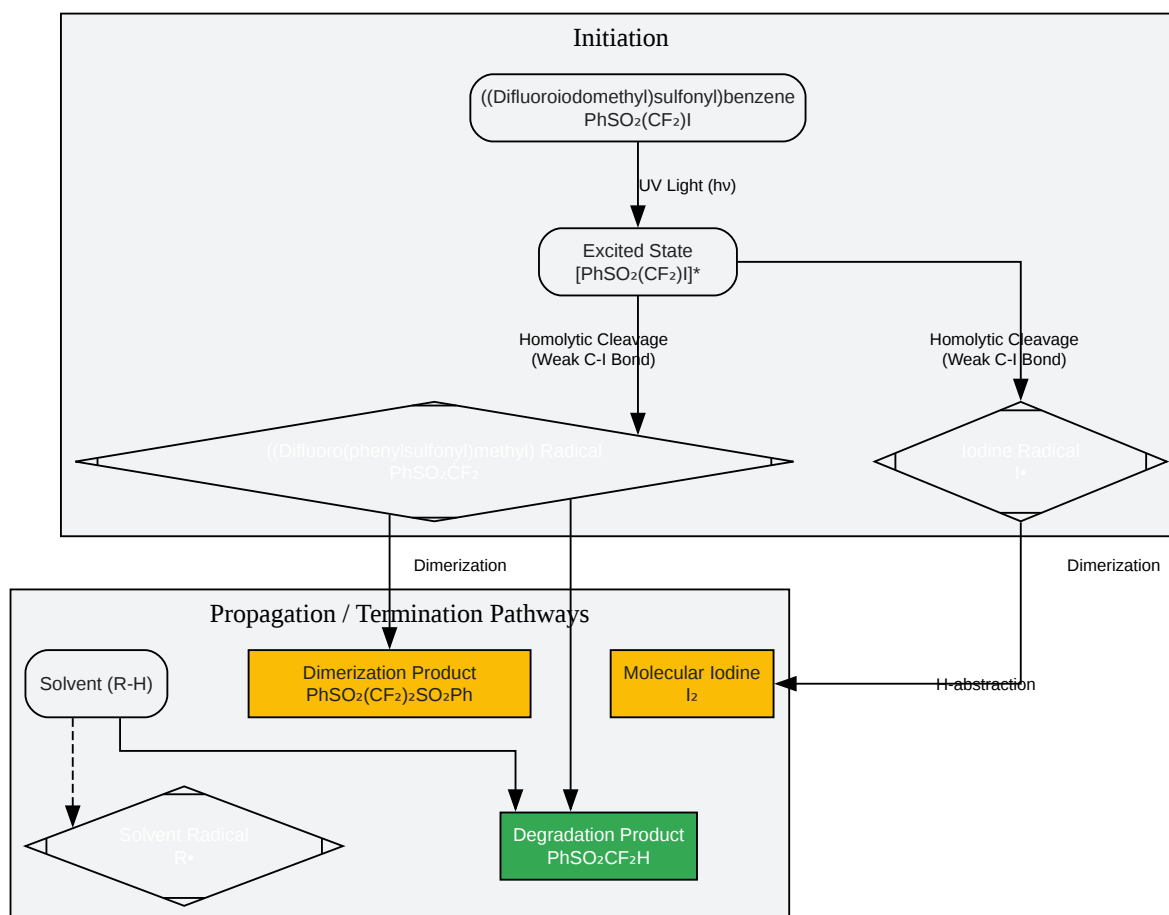 Initiation
((Difluoroiodomethyl)sulfonyl)benzene
PhSO₂(CF₂)I
UV Light (hν)
Excited State
[PhSO₂(CF₂)I]*
Homolytic Cleavage
(Weak C-I Bond)
Homolytic Cleavage
(Weak C-I Bond)
((Difluoro(phenylsulfonyl)methyl) Radical
PhSO₂CF₂
Iodine Radical
I•
Dimerization
Dimerization
Propagation / Termination Pathways
Solvent (R-H)
Dimerization Product
PhSO₂(CF₂)₂SO₂Ph
Molecular Iodine
I₂
H-abstraction
Solvent Radical
R•
Degradation Product
PhSO₂CF₂H